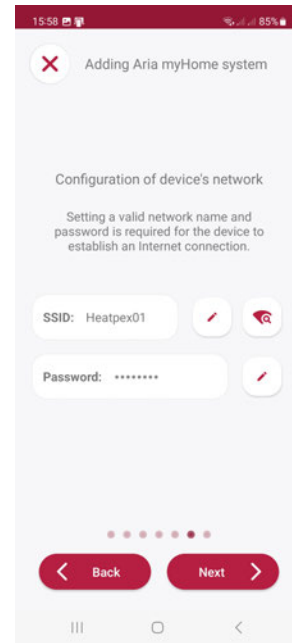 15:58 85%
Adding Aria myHome system
Configuration of device's network
Setting a valid network name and
password is required for the device to
establish an Internet connection.
SSID: Heatpex01
Password: ••••••••
Back Next